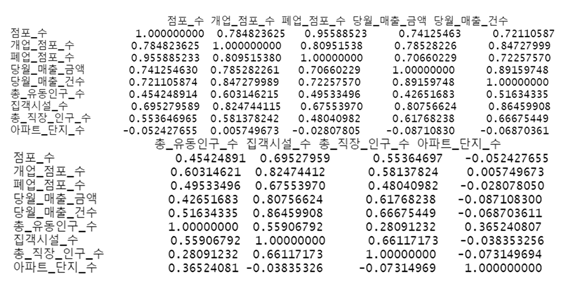 점포_수 개업_점포_수 폐업_점포_수 당월_매출_금액 당월_매출_건수
점포_수 1.000000000 0.784823625 0.95588523 0.74125463 0.72110587
개업_점포_수 0.784823625 1.000000000 0.80951538 0.78528226 0.84727999
폐업_점포_수 0.955885233 0.809515380 1.00000000 0.70660229 0.72257570
당월_매출_금액 0.741254630 0.785282261 0.70660229 1.00000000 0.89159748
당월_매출_건수 0.721105874 0.847279989 0.72257570 0.89159748 1.00000000
총_유동인구_수 0.454248914 0.603146215 0.49533496 0.42651683 0.51634335
집객시설_수 0.695279589 0.824744115 0.67553970 0.80756624 0.86459908
총_직장_인구_수 0.553646965 0.581378242 0.48040982 0.61768238 0.66675449
아파트_단지_수 -0.052427655 0.005749673 -0.02807805 -0.08710830 -0.06870361
총_유동인구_수 집객시설_수 총_직장_인구_수 아파트_단지_수
점포_수 0.45424891 0.69527959 0.55364697 -0.052427655
개업_점포_수 0.60314621 0.82474412 0.58137824 0.005749673
폐업_점포_수 0.49533496 0.67553970 0.48040982 -0.028078050
당월_매출_금액 0.42651683 0.80756624 0.61768238 -0.087108300
당월_매출_건수 0.51634335 0.86459908 0.66675449 -0.068703611
총_유동인구_수 1.00000000 0.55906792 0.28091232 0.365240807
집객시설_수 0.55906792 1.00000000 0.66117173 -0.038353256
총_직장_인구_수 0.28091232 0.66117173 1.00000000 -0.073149694
아파트_단지_수 0.36524081 -0.03835326 -0.07314969 1.000000000